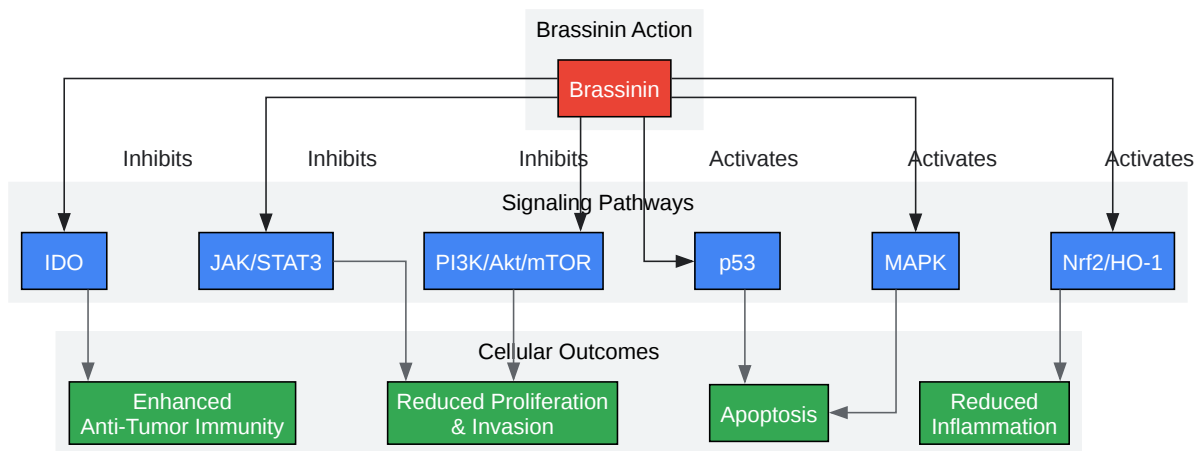 Brassinin Action
Brassinin
Inhibits
Inhibits
Inhibits
Activates
Activates
Activates
Signaling Pathways
IDO
JAK/STAT3
PI3K/Akt/mTOR
p53
MAPK
Nrf2/HO-1
Cellular Outcomes
Enhanced
Anti-Tumor Immunity
Reduced Proliferation
& Invasion
Apoptosis
Reduced
Inflammation